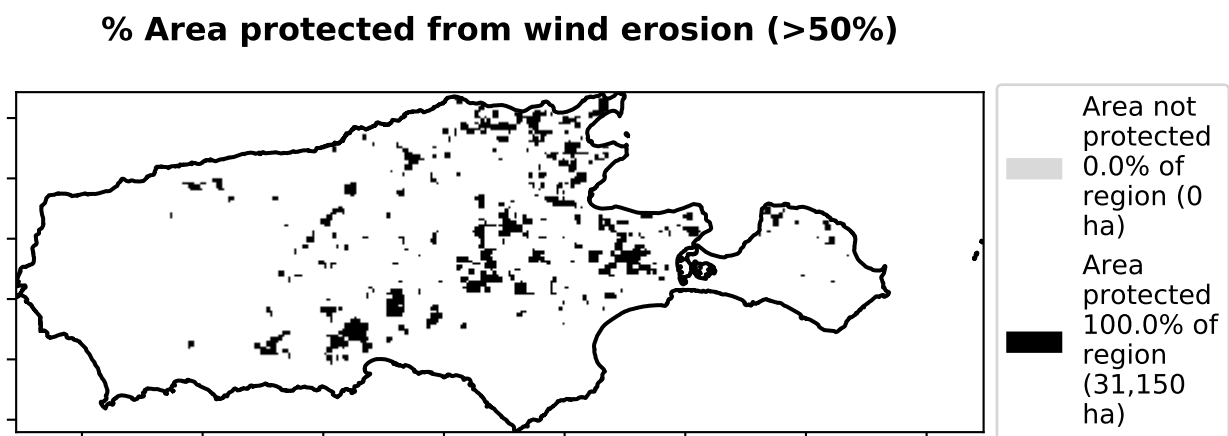 % Area protected from wind erosion (>50%)
Area not
protected
0.0% of
region (0
ha)
Area
protected
100.0% of
region
(31,150
ha)